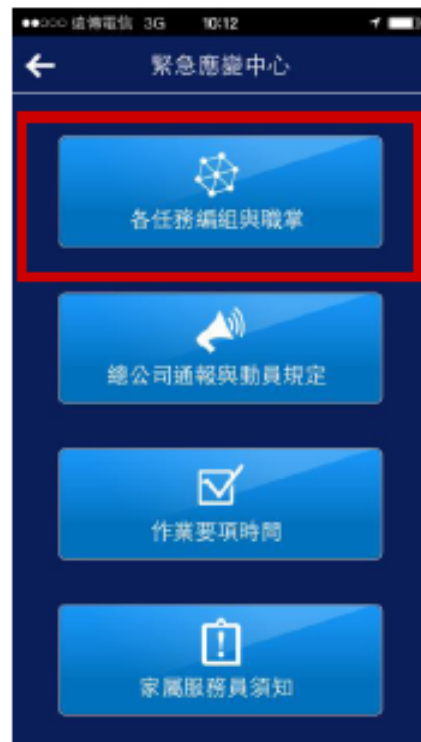 遠傳電信 3G 10:12
緊急應變中心
各任務編組與職掌
總公司通報與動員規定
作業要項時間
家屬服務員須知